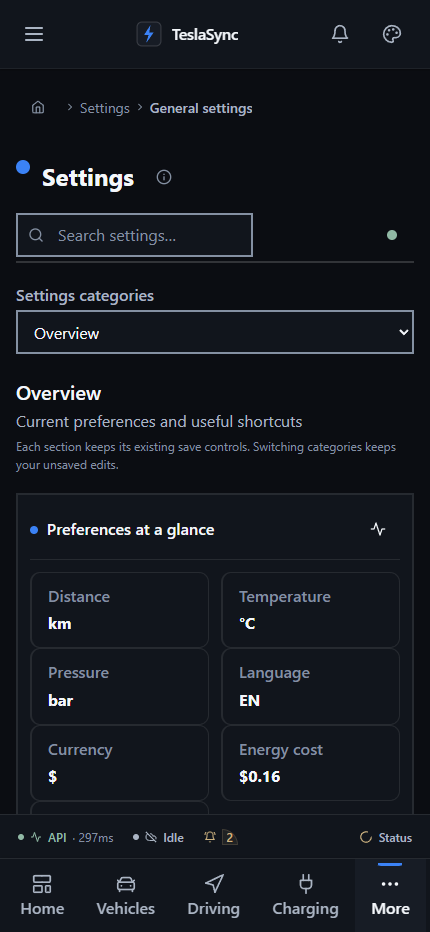 TeslaSync
Settings
General settings
Settings
Search settings...
Settings categories
Overview
Overview
Current preferences and useful shortcuts
Each section keeps its existing save controls. Switching categories keeps
your unsaved edits.
Preferences at a glance
Distance
km
Temperature
°C
Pressure
bar
Language
EN
Currency
$
Energy cost
$0.16
API · 297ms
Idle
2
Status
Home
Vehicles
Driving
Charging
More